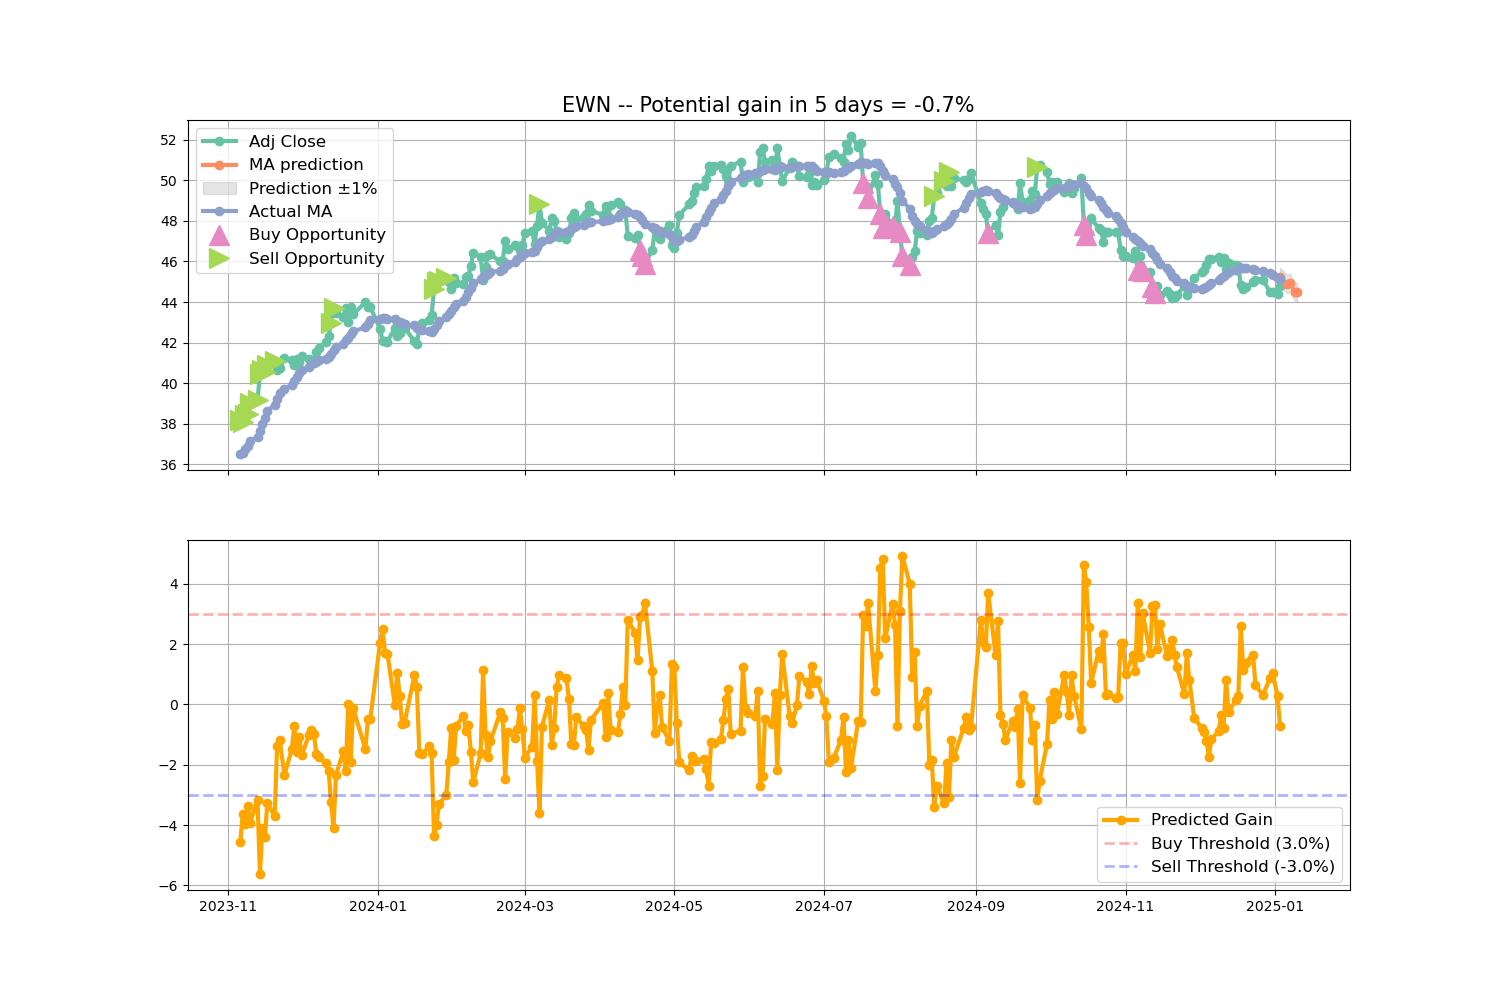 EWN -- Potential gain in 5 days = -0.7%
52
50
48
46
44
42
40
38
36
Adj Close
MA prediction
Prediction ±1%
Actual MA
Buy Opportunity
Sell Opportunity
4
2
0
−2
−4
−6
Predicted Gain
Buy Threshold (3.0%)
Sell Threshold (-3.0%)
2023-11 2024-01 2024-03 2024-05 2024-07 2024-09 2024-11 2025-01